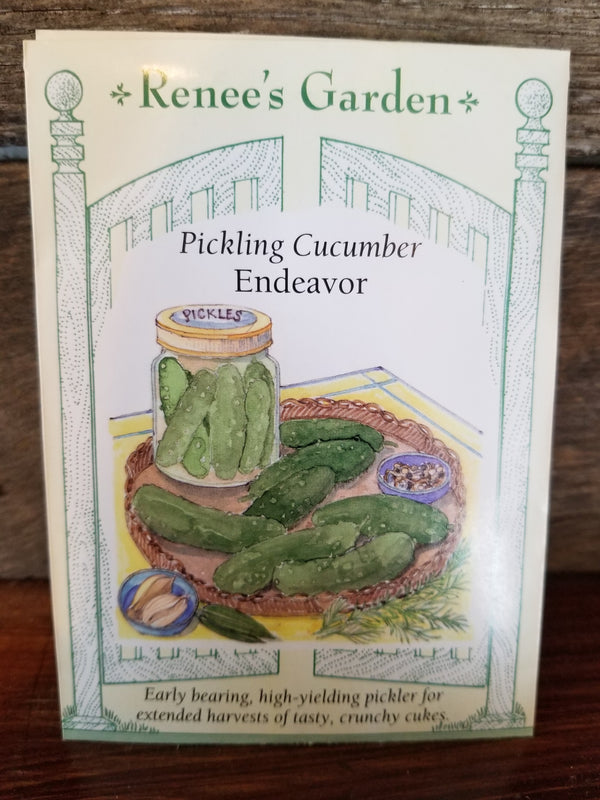 Renee's Garden
Pickling Cucumber
Endeavor
PICKLES
Early bearing, high-yielding pickler for
extended harvests of tasty, crunchy cukes.